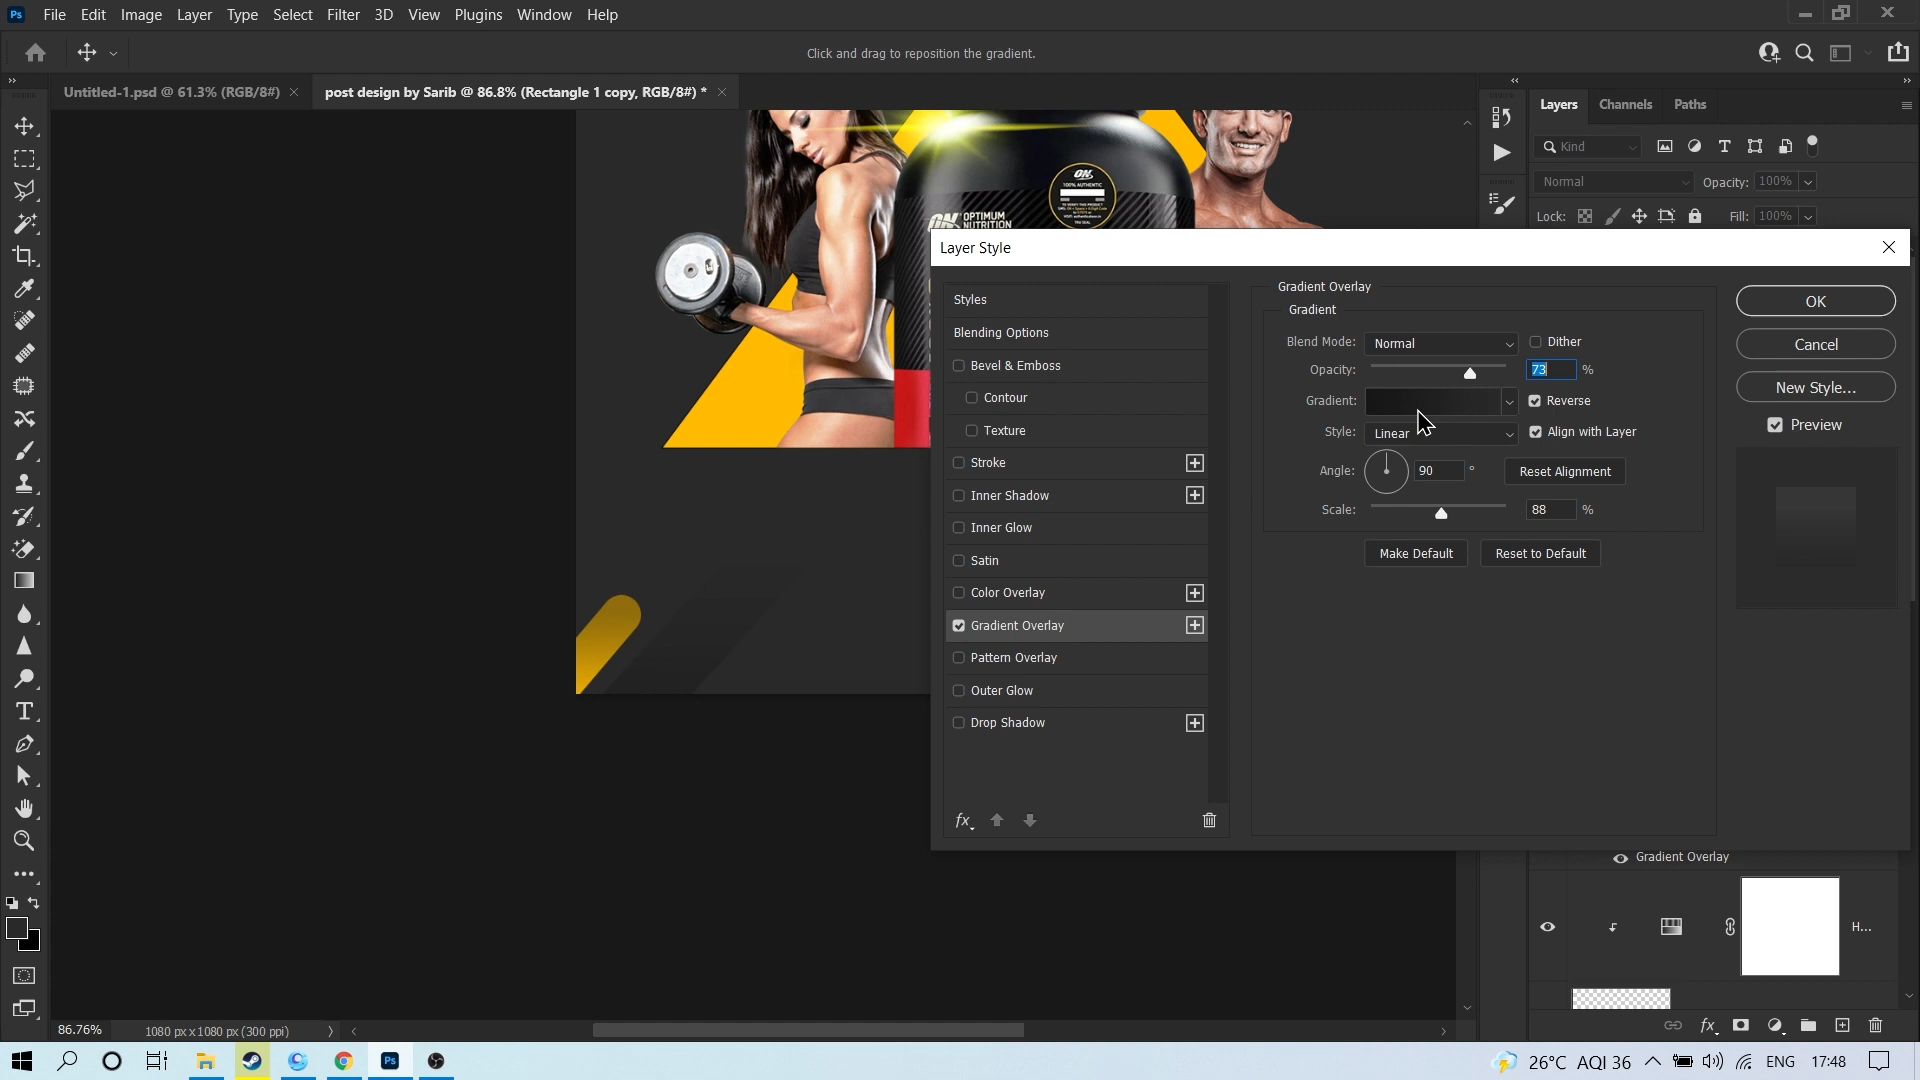 Ps File Edit Image Layer Type Select Filter 3D View Plugins Window Help
Click and drag to reposition the gradient.
Untitled-1.psd @ 61.3% (RGB/8#)
post design by Sarib @ 86.8% (Rectangle 1 copy, RGB/8#) *
Layers Channels Paths
Kind
Normal Opacity: 100%
Lock: Fill: 100%
ON
100% AUTHENTIC
OPTIMUM
NUTRITION
Layer Style
Styles
Blending Options
Bevel & Emboss
Contour
Texture
Stroke
Inner Shadow
Inner Glow
Satin
Color Overlay
Gradient Overlay
Pattern Overlay
Outer Glow
Drop Shadow
fx
Gradient Overlay
Gradient
Blend Mode: Normal Dither
Opacity: 73 %
Gradient: Reverse
Style: Linear Align with Layer
Angle: 90 ° Reset Alignment
Scale: 88 %
Make Default Reset to Default
OK
Cancel
New Style...
Preview
Gradient Overlay
H...
fx
86.76% 1080 px x 1080 px (300 ppi)
Ps
26°C AQI 36 ENG 17:48